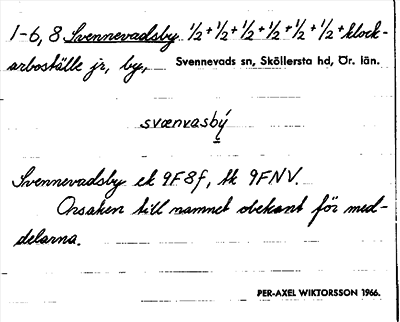 1-6, 8 Svennevadsby 1/2+1/2+1/2+1/2+1/2+1/2+klock-
arboställe jr, by, Svennevads sn, Sköllersta hd, Ör. län.
svænvasbý
Svennevadsby ek 9F8f, tk 9FNV.
Orsaken till namnet obekant för med-
delarna.
PER-AXEL WIKTORSSON 1966.